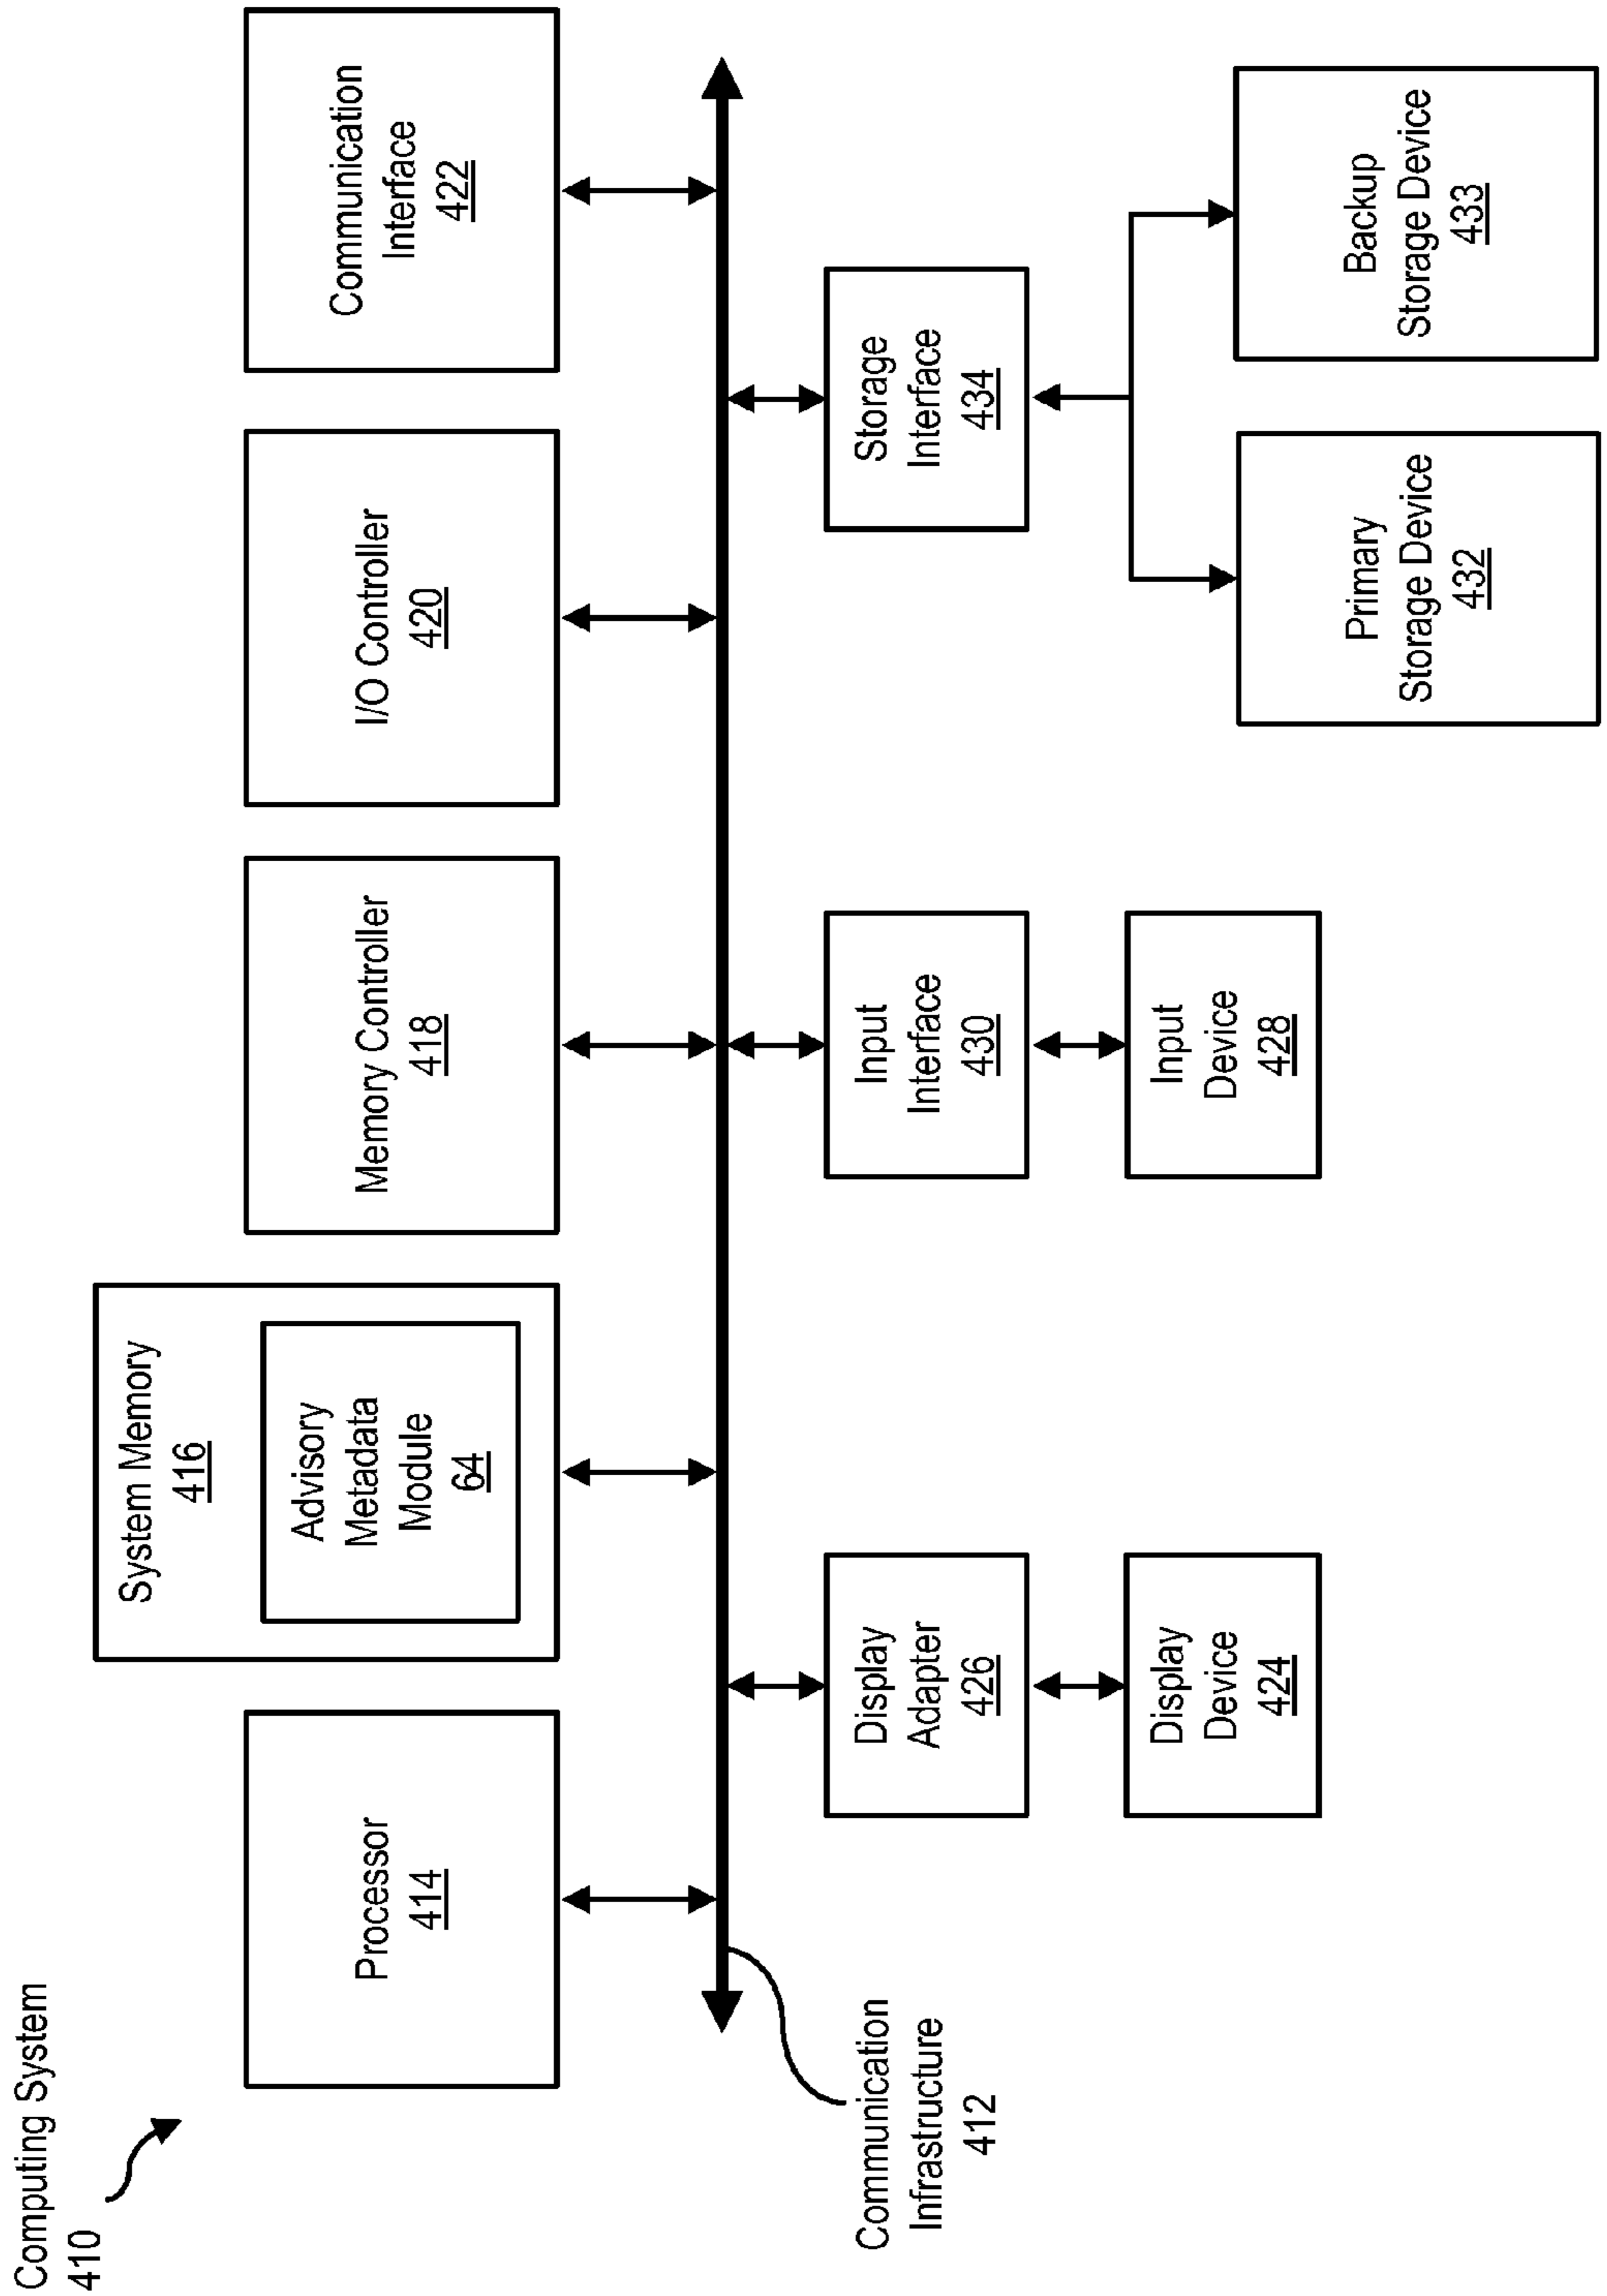 Computing System
410
Processor
414
System Memory
416
Advisory
Metadata
Module
64
Memory Controller
418
I/O Controller
420
Communication
Interface
422
Communication
Infrastructure
412
Display
Adapter
426
Input
Interface
430
Storage
Interface
434
Display
Device
424
Input
Device
428
Primary
Storage Device
432
Backup
Storage Device
433